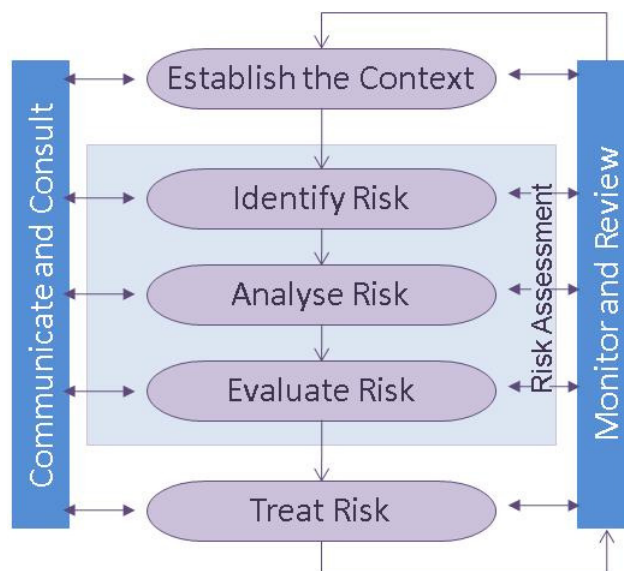 Establish the Context
Communicate and Consult
Identify Risk
Analyse Risk
Evaluate Risk
Risk Assessment
Monitor and Review
Treat Risk